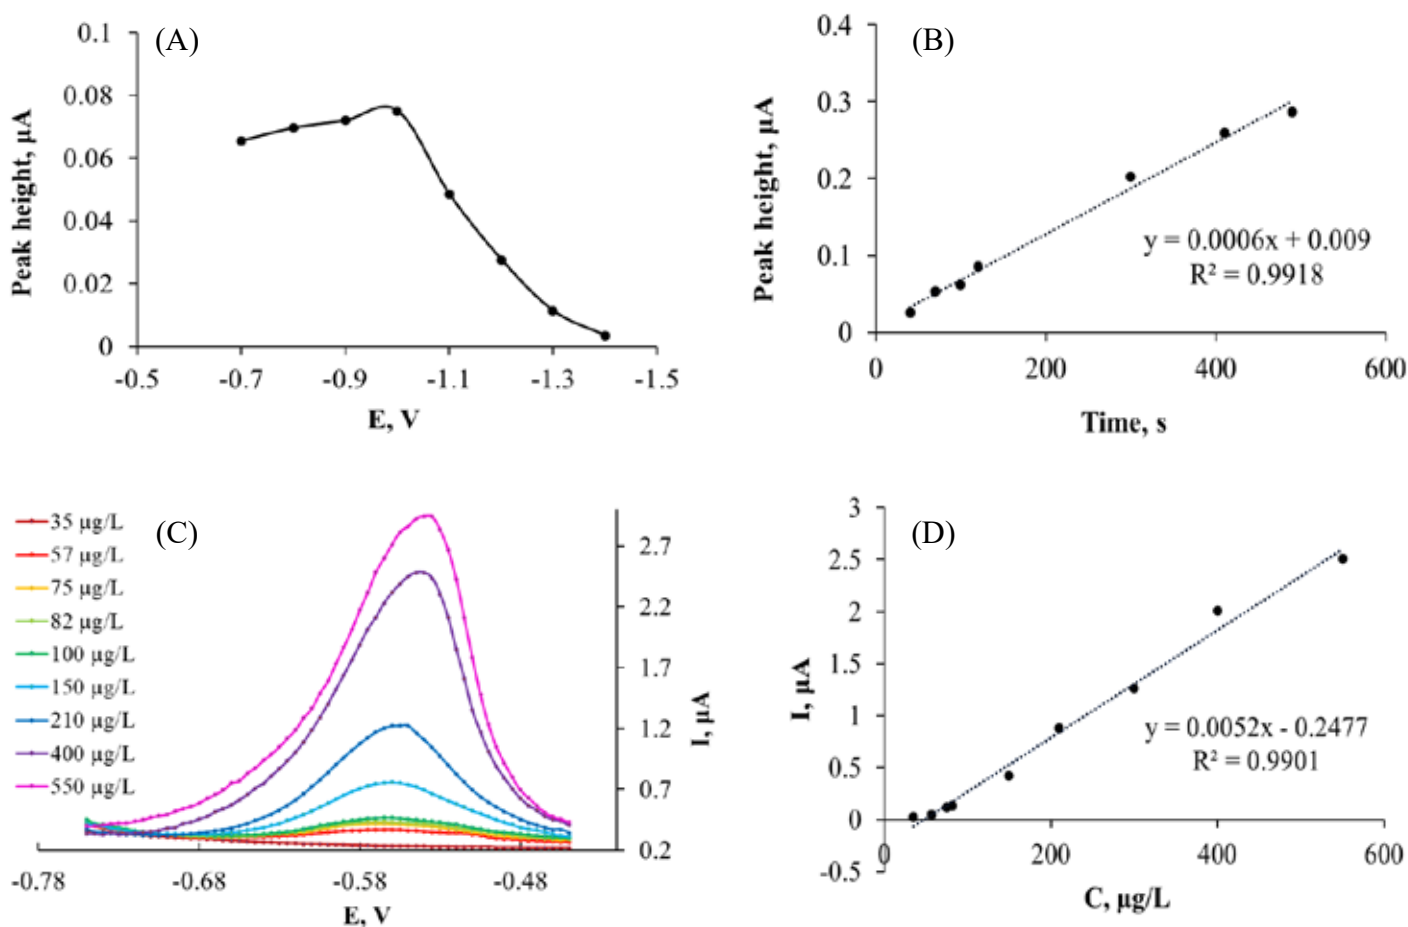 (A)
Peak height, µA
0.1
0.08
0.06
0.04
0.02
0
-0.5 -0.7 -0.9 -1.1 -1.3 -1.5
E, V
(B)
Peak height, µA
0.4
0.3
0.2
0.1
0
y = 0.0006x + 0.009
R² = 0.9918
0 200 400 600
Time, s
(C)
35 µg/L
57 µg/L
75 µg/L
82 µg/L
100 µg/L
150 µg/L
210 µg/L
400 µg/L
550 µg/L
2.7
2.2
1.7
1.2
0.7
0.2
I, µA
-0.78 -0.68 -0.58 -0.48
E, V
(D)
I, µA
3
2.5
2
1.5
1
0.5
0
-0.5
y = 0.0052x - 0.2477
R² = 0.9901
0 200 400 600
C, µg/L